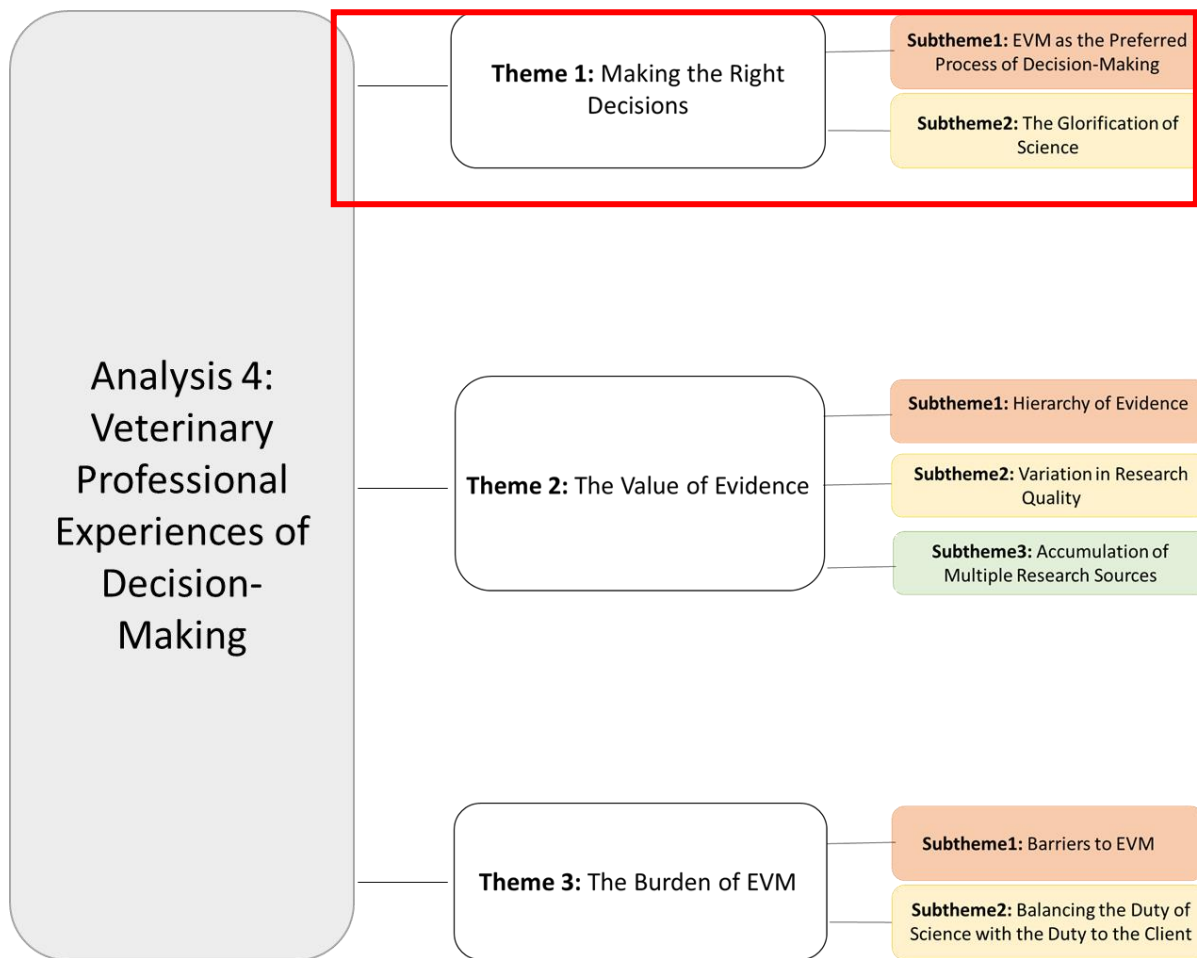 Analysis 4:
Veterinary
Professional
Experiences of
Decision-
Making
Theme 1: Making the Right
Decisions
Subtheme1: EVM as the Preferred
Process of Decision-Making
Subtheme2: The Glorification of
Science
Theme 2: The Value of Evidence
Subtheme1: Hierarchy of Evidence
Subtheme2: Variation in Research
Quality
Subtheme3: Accumulation of
Multiple Research Sources
Theme 3: The Burden of EVM
Subtheme1: Barriers to EVM
Subtheme2: Balancing the Duty of
Science with the Duty to the Client